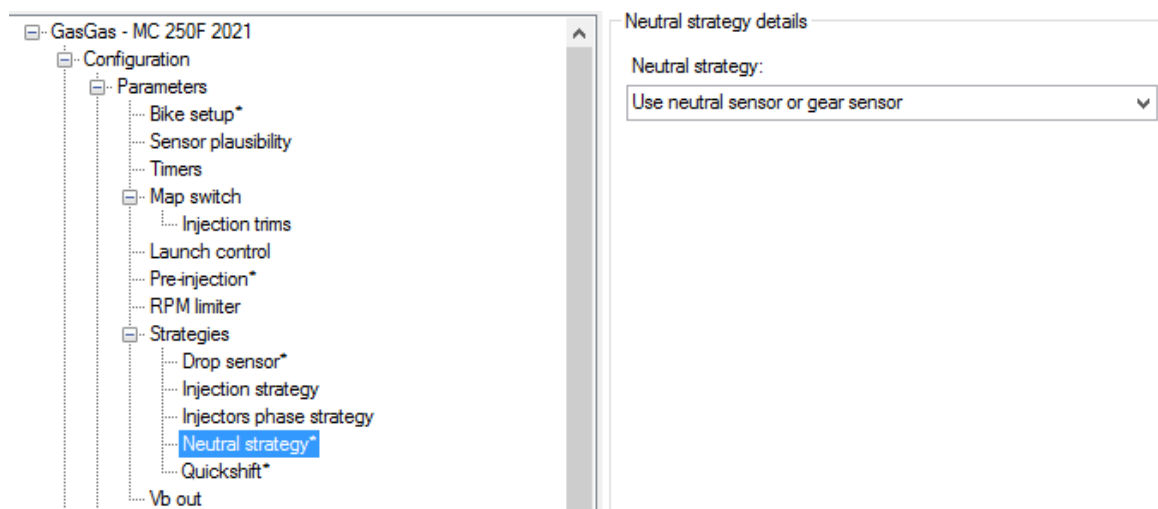 GasGas - MC 250F 2021
Configuration
Parameters
Bike setup*
Sensor plausibility
Timers
Map switch
Injection trims
Launch control
Pre-injection*
RPM limiter
Strategies
Drop sensor*
Injection strategy
Injectors phase strategy
Neutral strategy*
Quickshift*
Vb out
Neutral strategy details
Neutral strategy:
Use neutral sensor or gear sensor